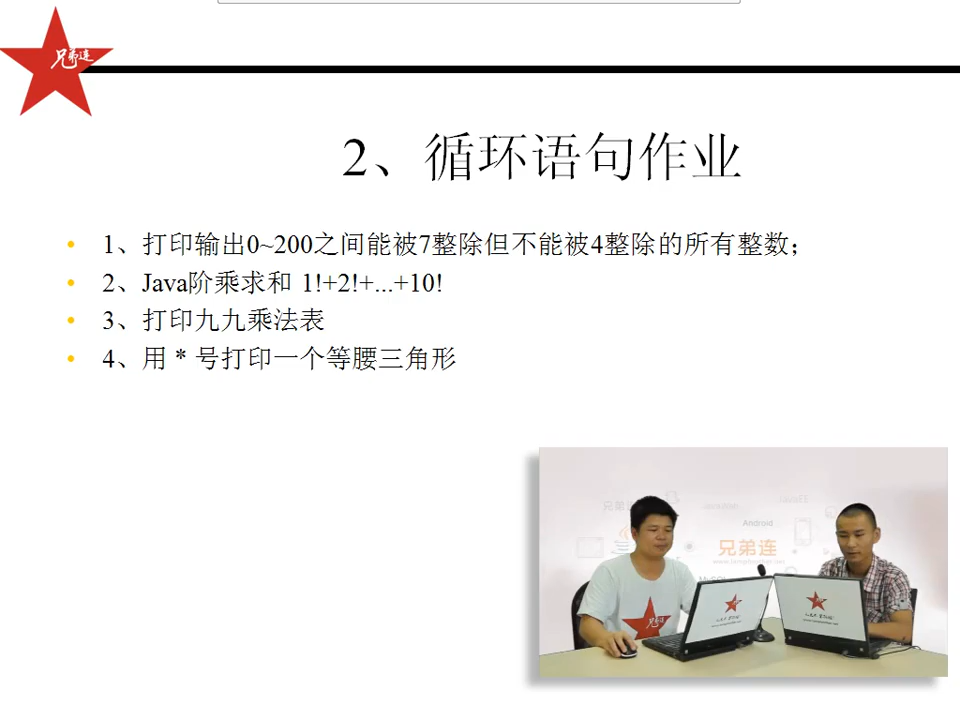 兄弟连
2、循环语句作业
1、打印输出0~200之间能被7整除但不能被4整除的所有整数；
2、Java阶乘求和 1!+2!+...+10!
3、打印九九乘法表
4、用 * 号打印一个等腰三角形
JavaEE
Android
兄弟连
兄弟连